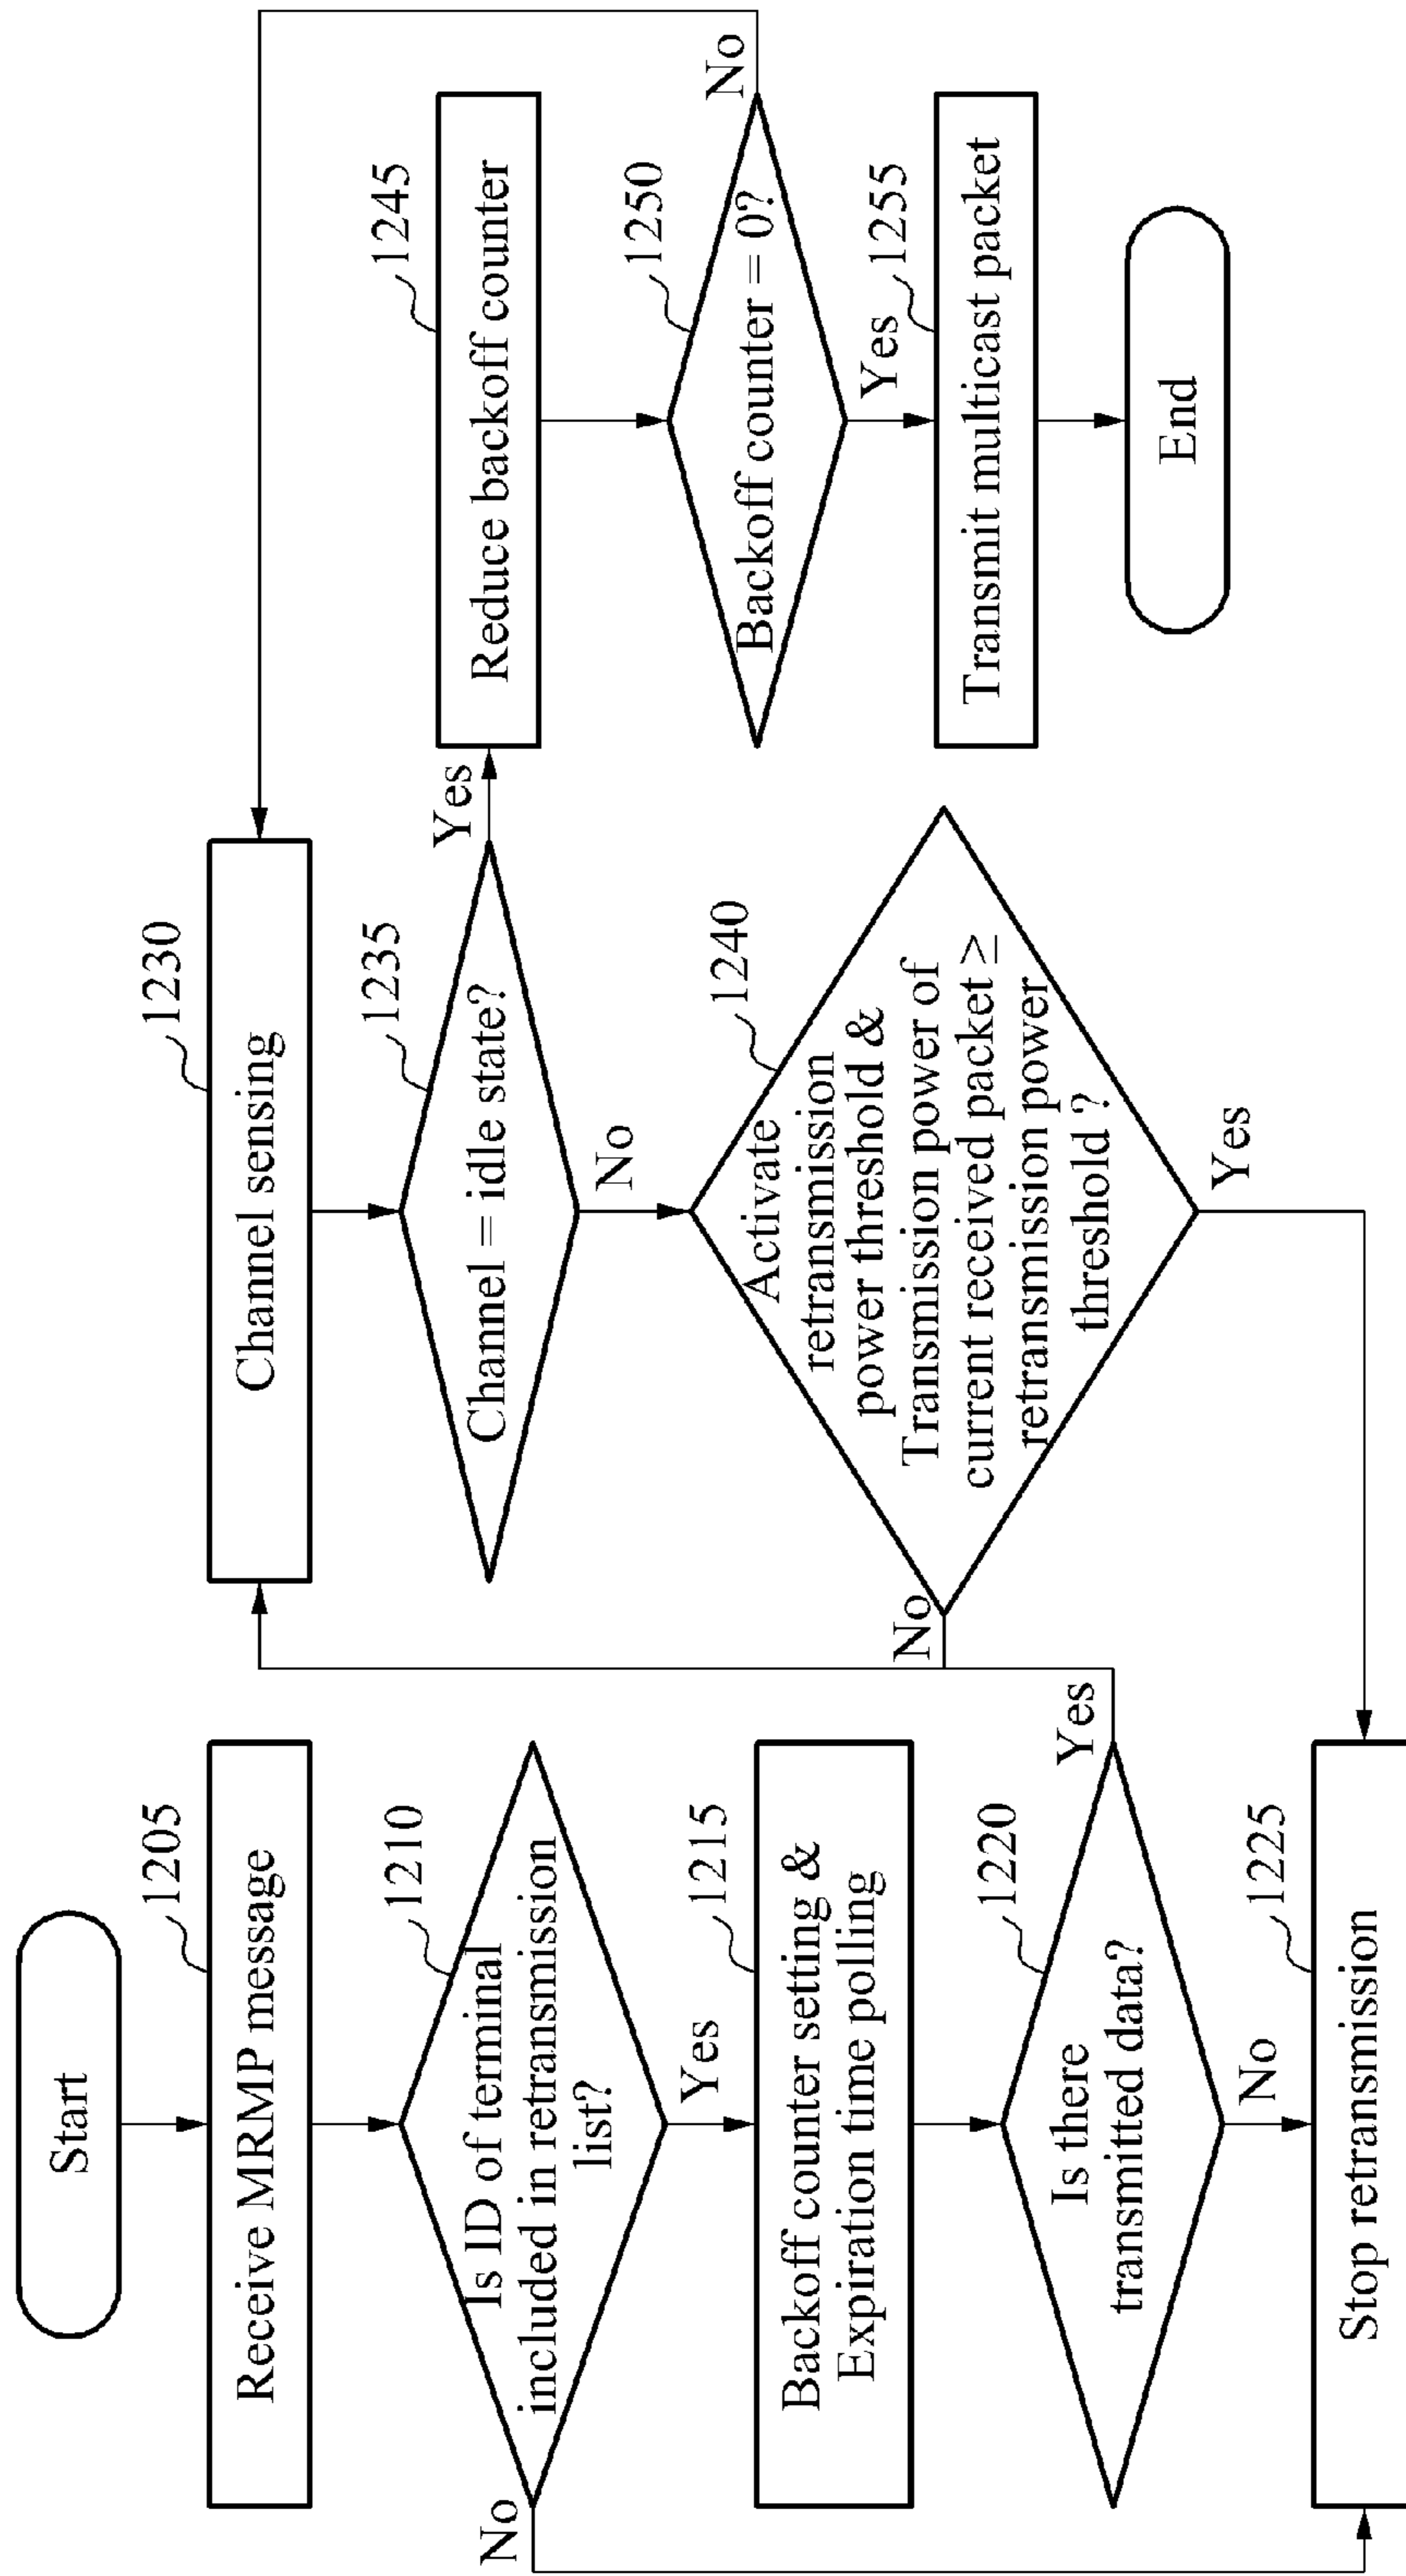 Start
1205
Receive MRMP message
1210
Is ID of terminal
included in retransmission
list?
No
Yes
1215
Backoff counter setting &
Expiration time polling
1220
Is there
transmitted data?
Yes
No
1225
Stop retransmission
1230
Channel sensing
1235
Channel = idle state?
Yes
No
1240
Activate
retransmission
power threshold &
Transmission power of
current received packet ≥
retransmission power
threshold ?
No
Yes
1245
Reduce backoff counter
1250
Backoff counter = 0?
No
Yes
1255
Transmit multicast packet
End